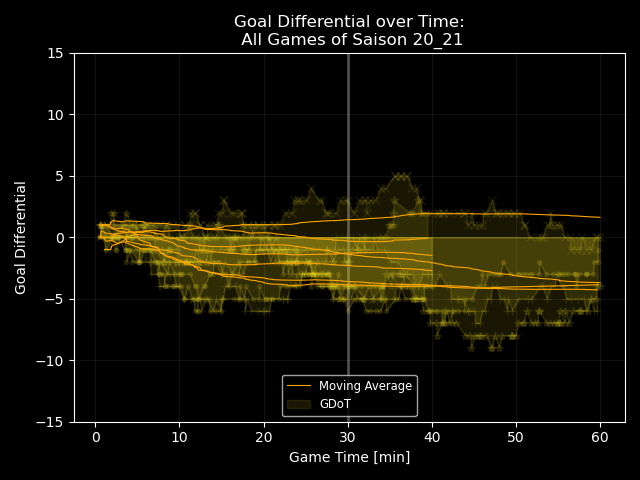 Goal Differential over Time:
All Games of Saison 20_21
Goal Differential
15
10
5
0
−5
−10
−15
0
10
20
30
40
50
60
Game Time [min]
Moving Average
GDoT